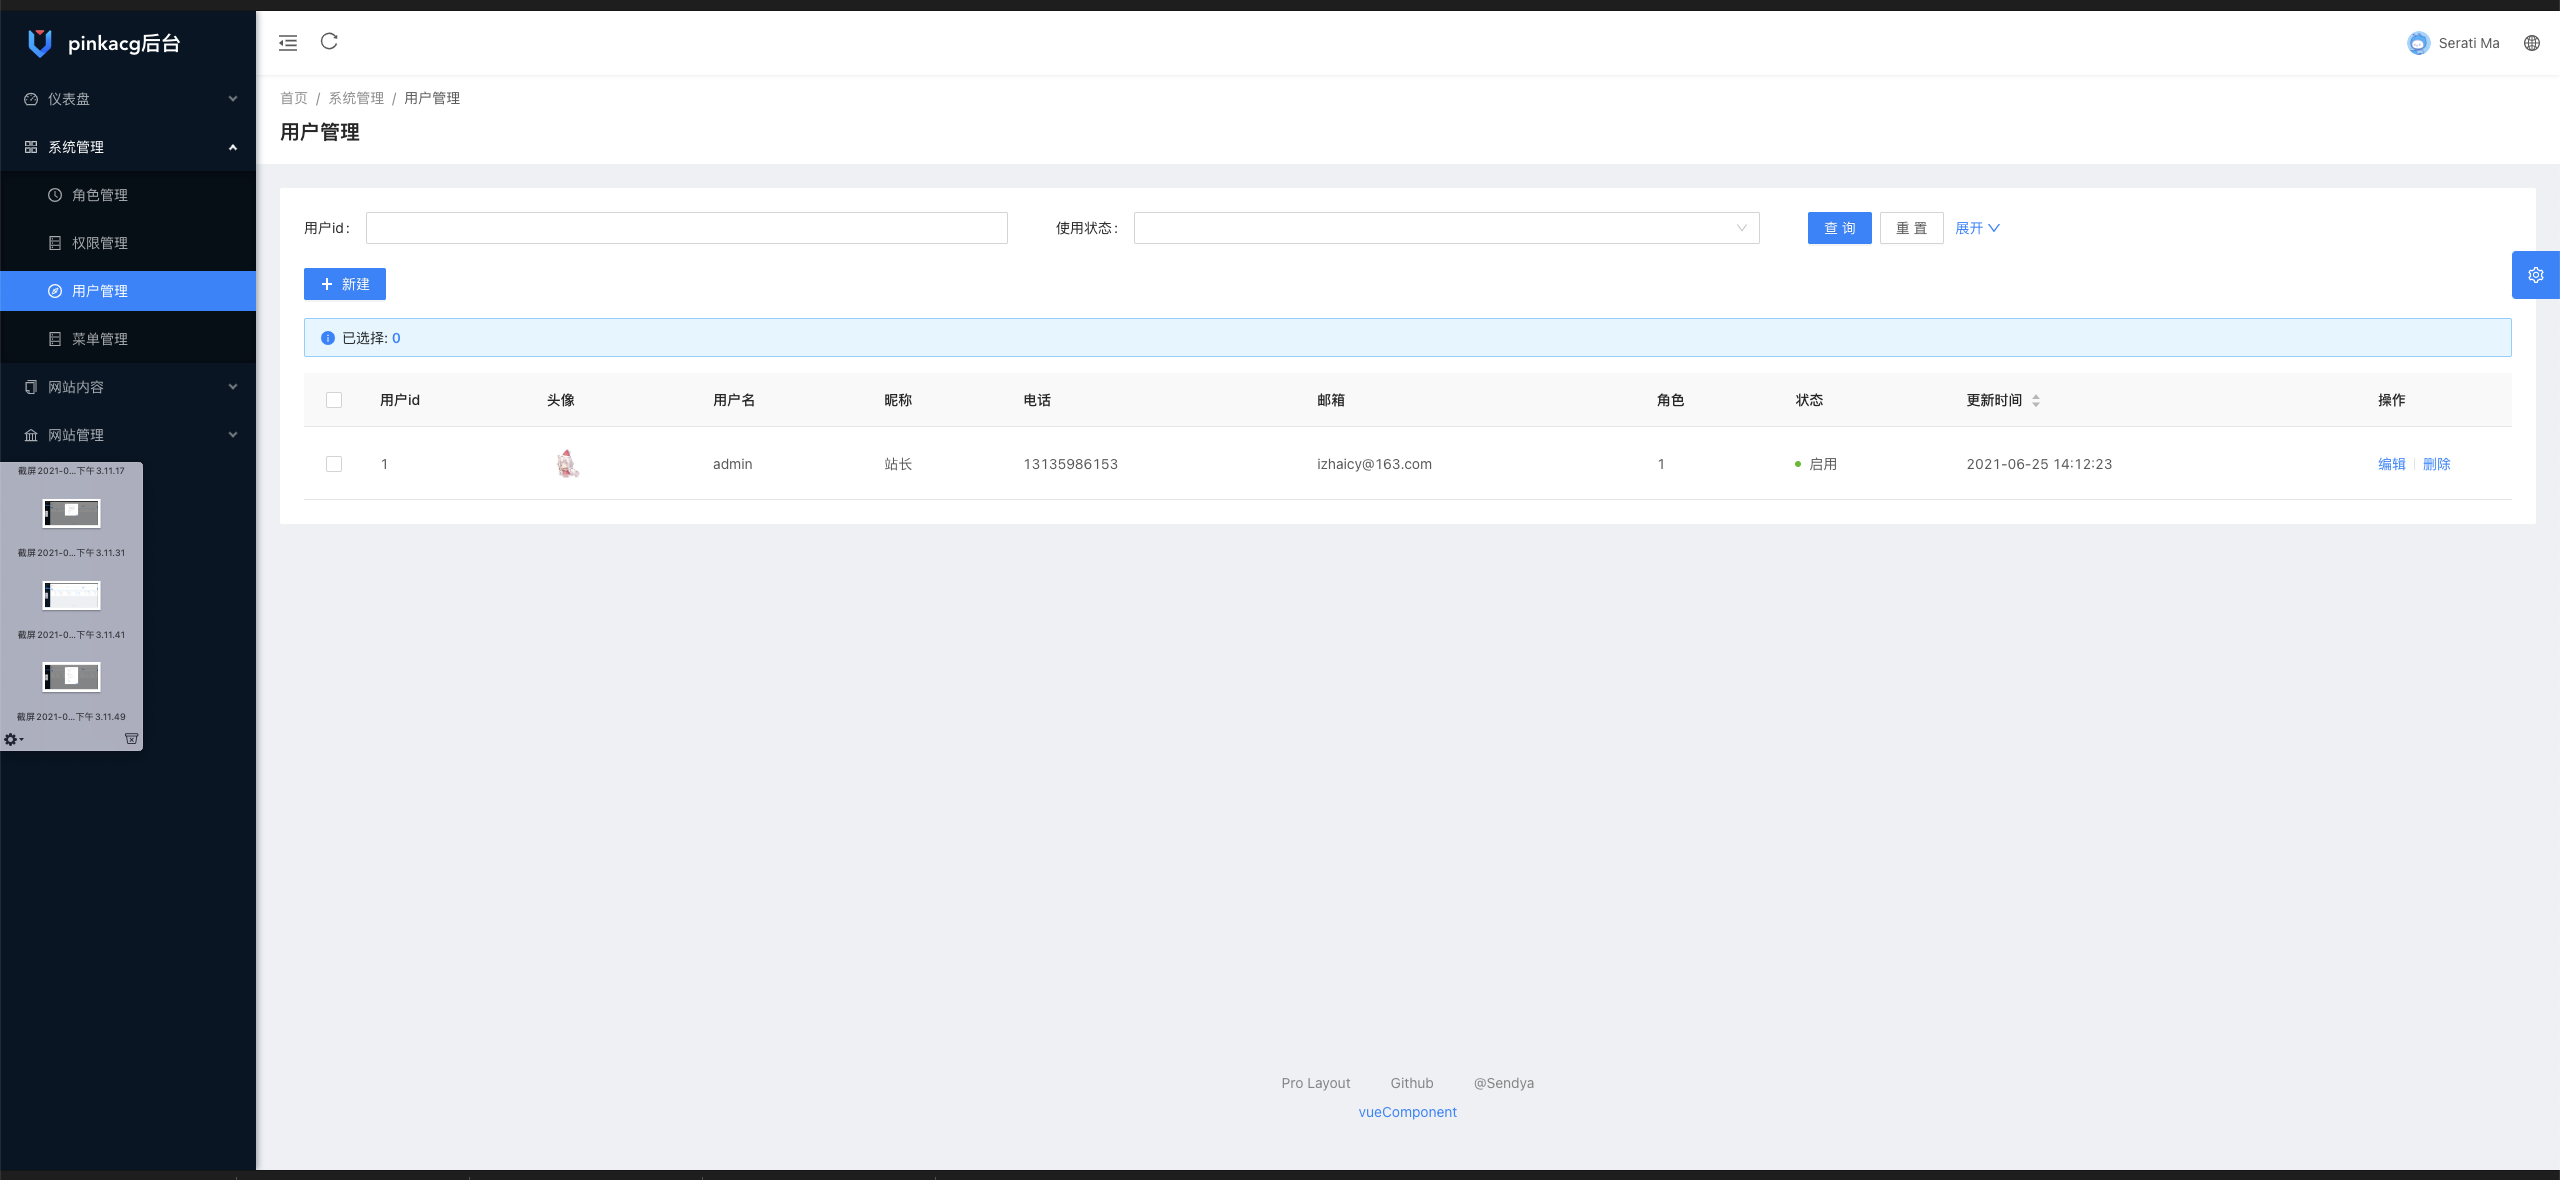 pinkacg后台
Serati Ma
仪表盘
系统管理
角色管理
权限管理
用户管理
菜单管理
网站内容
网站管理
截屏2021-0...下午3.11.17
截屏2021-0...下午3.11.31
截屏2021-0...下午3.11.41
截屏2021-0...下午3.11.49
首页 / 系统管理 / 用户管理
用户管理
用户id: 使用状态: 查 询 重 置 展开
+ 新建
已选择: 0
用户id 头像 用户名 昵称 电话 邮箱 角色 状态 更新时间 操作
1 admin 站长 13135986153 izhaicy@163.com 1 启用 2021-06-25 14:12:23 编辑 删除
Pro Layout Github @Sendya
vueComponent